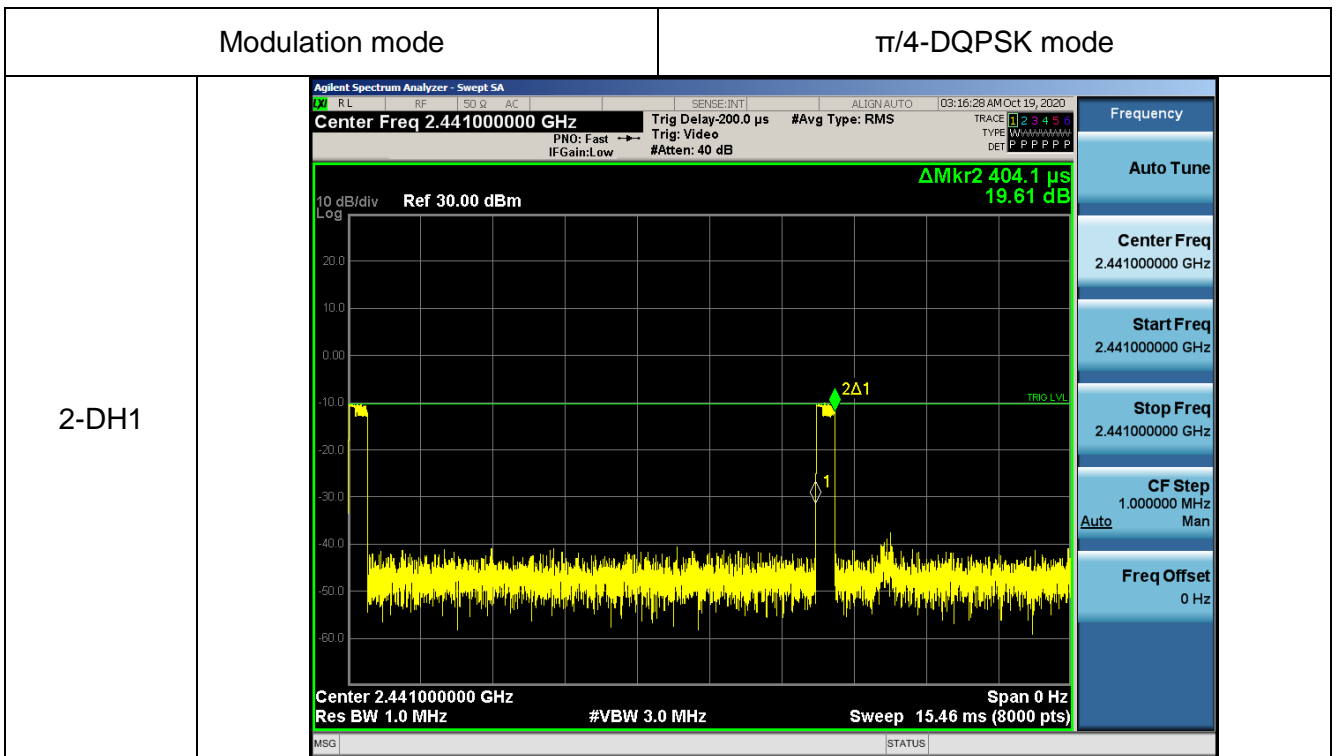 Modulation mode π/4-DQPSK mode
2-DH1
Agilent Spectrum Analyzer - Swept SA
LXI RL RF 50 Ω AC SENSE:INT ALIGN AUTO 03:16:28 AM Oct 19, 2020
Center Freq 2.441000000 GHz
PNO: Fast
IFGain:Low
Trig Delay-200.0 µs
Trig: Video
#Atten: 40 dB
#Avg Type: RMS
TRACE 1 2 3 4 5 6
TYPE WWWWWW
DET P P P P P P
ΔMkr2 404.1 µs
19.61 dB
10 dB/div Ref 30.00 dBm
Log
20.0
10.0
0.00
-10.0
-20.0
-30.0
-40.0
-50.0
-60.0
2Δ1
TRIG LVL
1
Center 2.441000000 GHz Span 0 Hz
Res BW 1.0 MHz #VBW 3.0 MHz Sweep 15.46 ms (8000 pts)
MSG STATUS
Frequency
Auto Tune
Center Freq
2.441000000 GHz
Start Freq
2.441000000 GHz
Stop Freq
2.441000000 GHz
CF Step
1.000000 MHz
Auto Man
Freq Offset
0 Hz